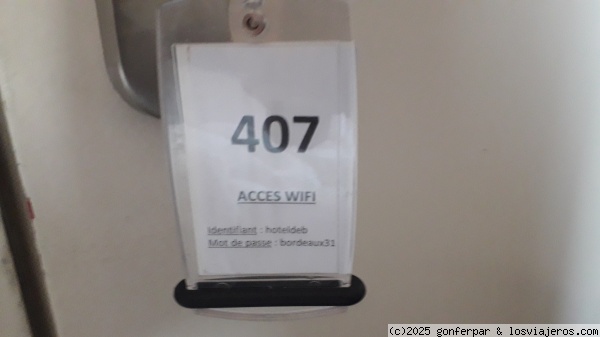 407
ACCES WIFI
Identifiant : hoteldeb
Mot de passe : bordeaux31
(c)2025 gonferpar & losviajeros.com